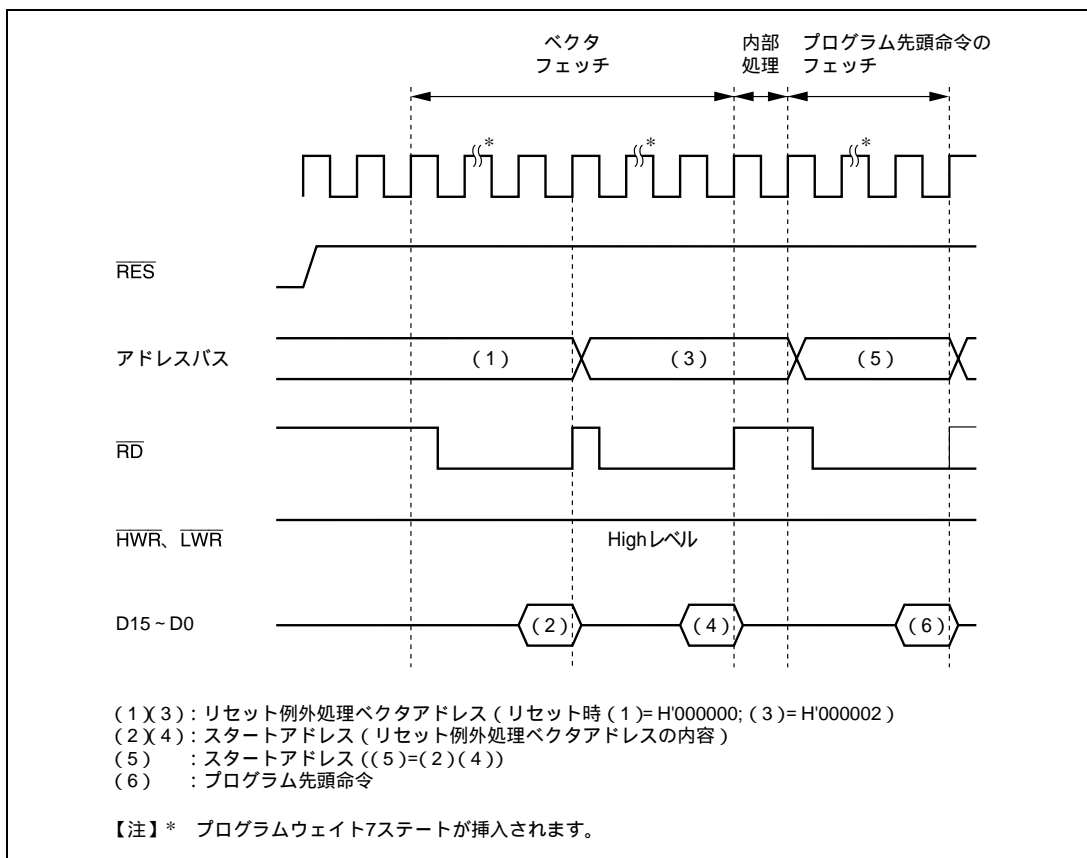 ベクタ
フェッチ
内部
処理
プログラム先頭命令の
フェッチ
*
*
*
RES
アドレスバス
(1)
(3)
(5)
RD
HWR、LWR
Highレベル
D15~D0
(2)
(4)
(6)
(1)(3):リセット例外処理ベクタアドレス(リセット時(1)=H'000000;(3)=H'000002)
(2)(4):スタートアドレス(リセット例外処理ベクタアドレスの内容)
(5) :スタートアドレス((5)=(2)(4))
(6) :プログラム先頭命令
【注】* プログラムウェイト7ステートが挿入されます。